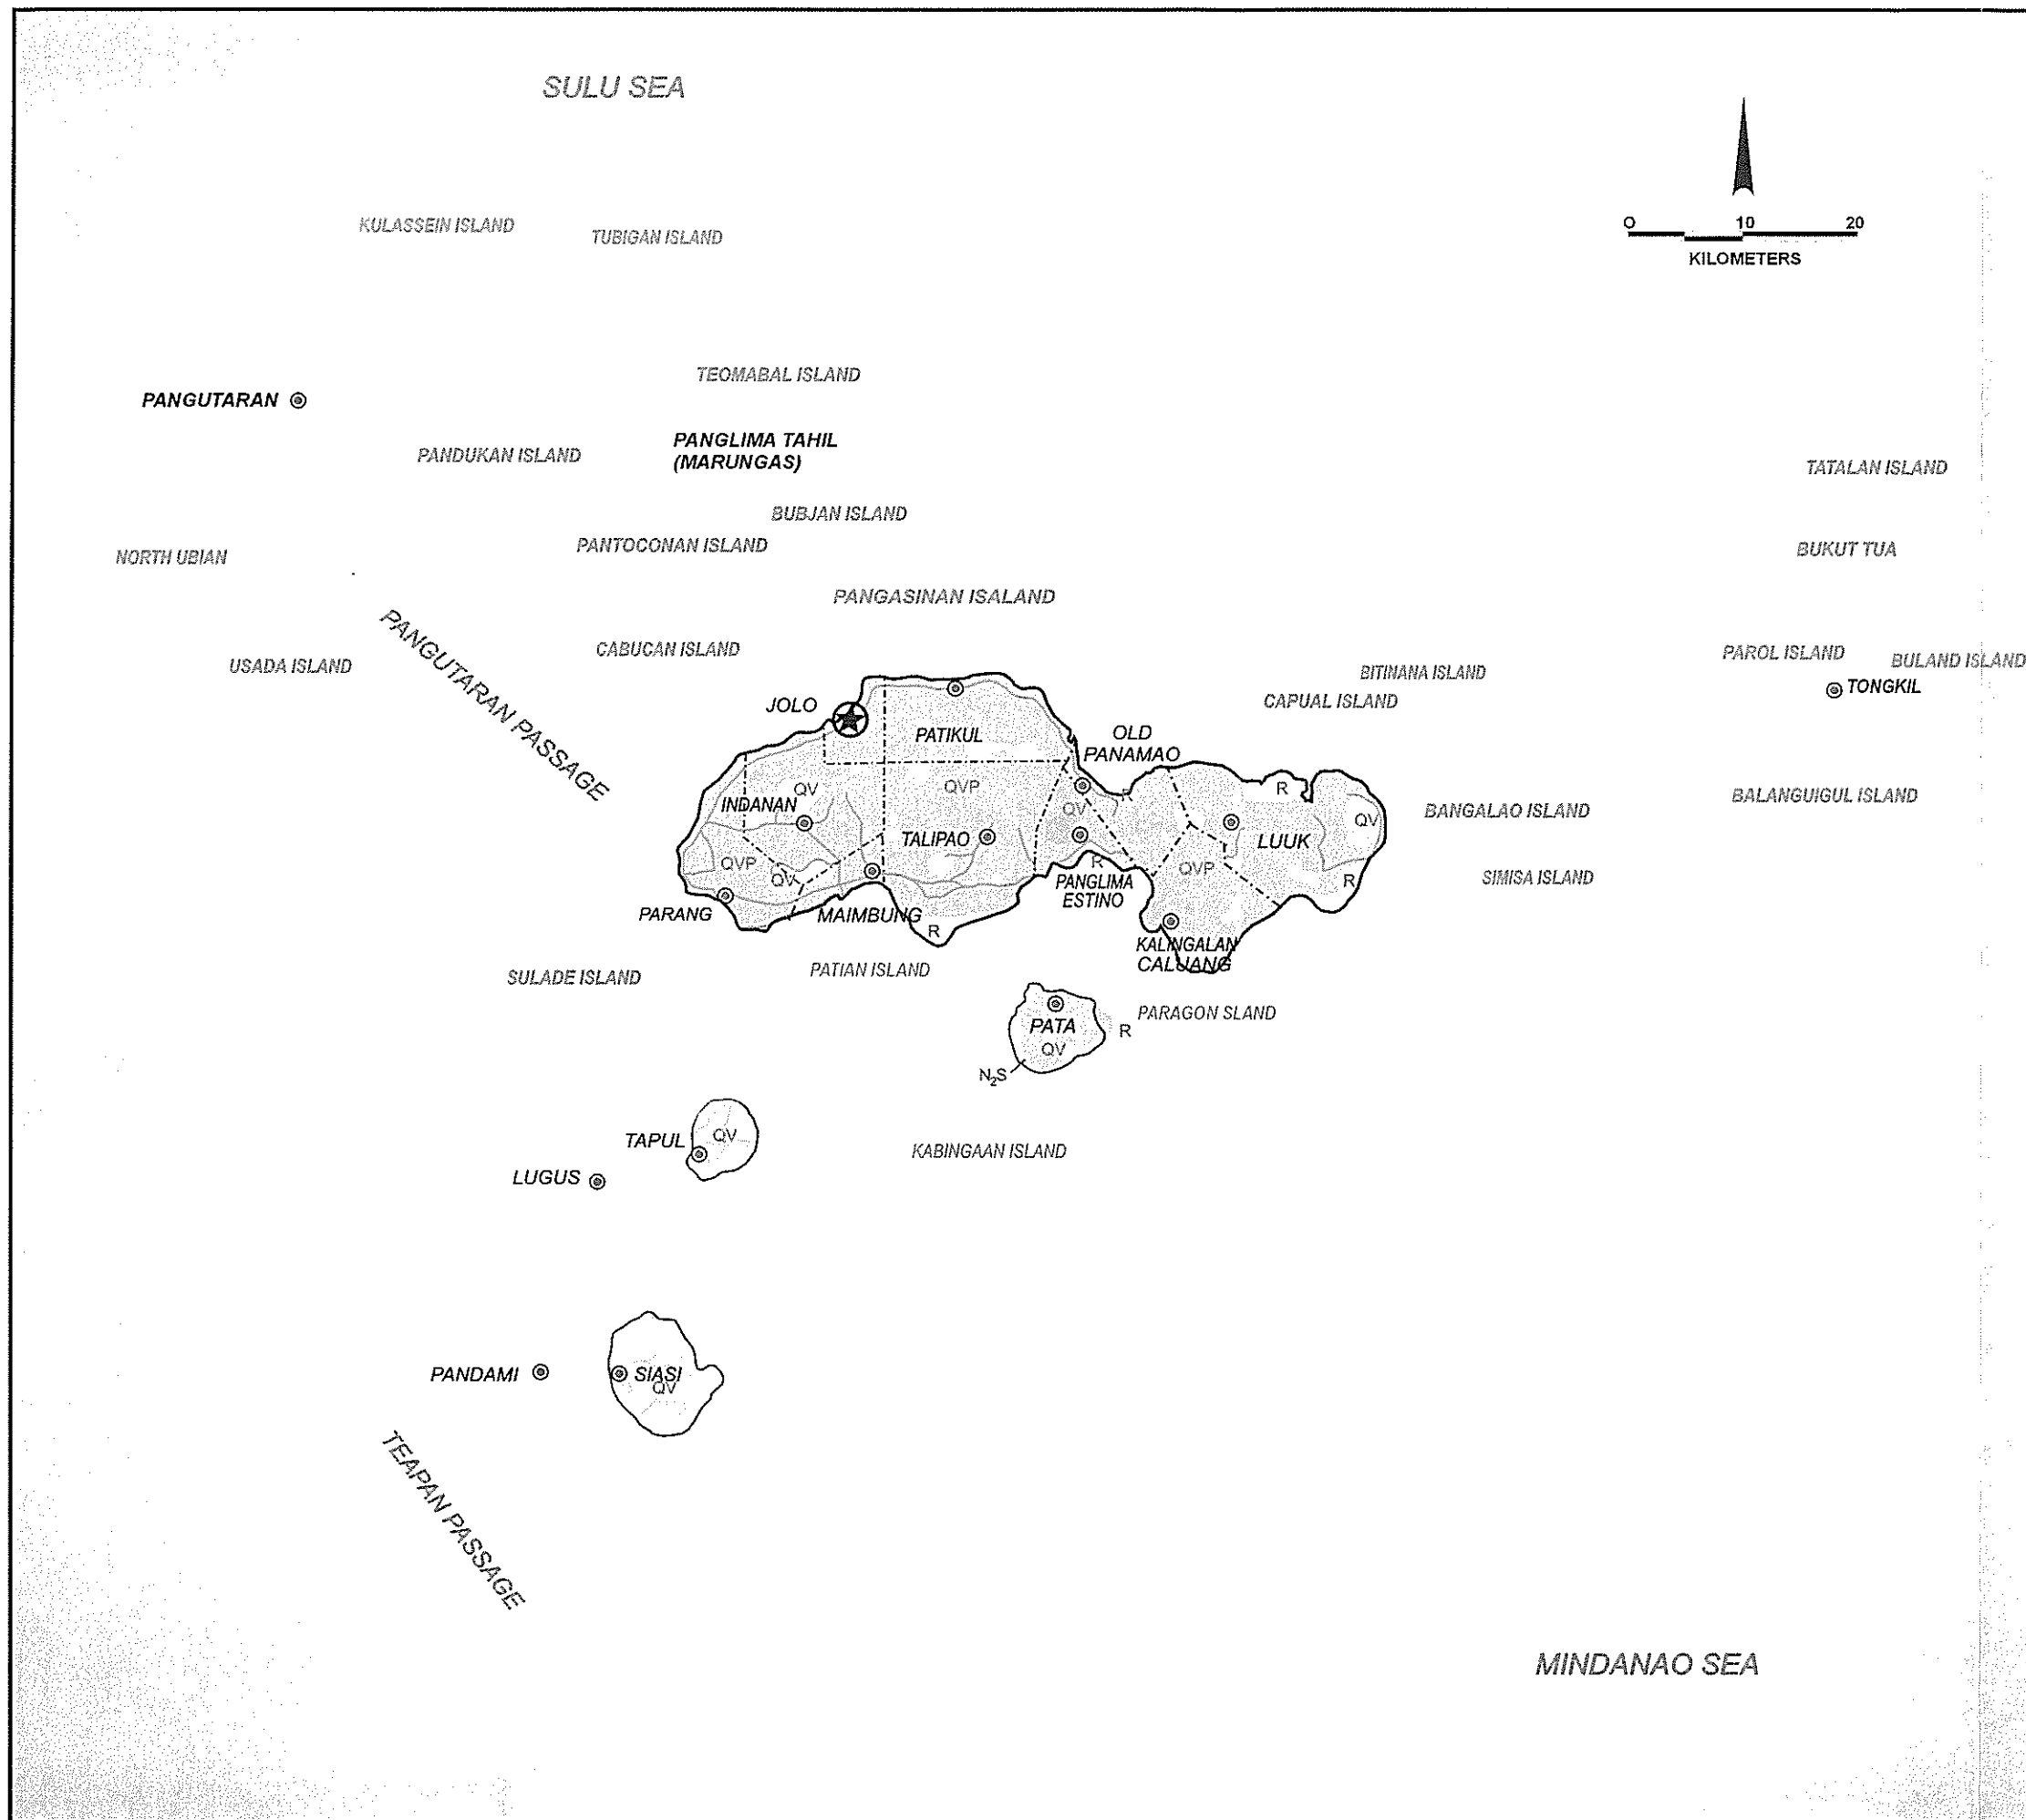 SULU SEA
0 10 20
KILOMETERS
KULASSEIN ISLAND
TUBIGAN ISLAND
TEOMABAL ISLAND
PANGUTARAN
PANGLIMA TAHIL
(MARUNGAS)
PANDUKAN ISLAND
TATALAN ISLAND
BUBJAN ISLAND
PANTOCONAN ISLAND
BUKUT TUA
NORTH UBIAN
PANGASINAN ISALAND
PANGUTARAN PASSAGE
CABUCAN ISLAND
USADA ISLAND
PAROL ISLAND
BULAND ISLAND
BITINANA ISLAND
TONGKIL
CAPUAL ISLAND
JOLO
PATIKUL
OLD
PANAMAO
QV
QVP
R
R
BALANGUIGUL ISLAND
INDANAN
QV
BANGALAO ISLAND
QV
TALIPAO
LUUK
QVP
QV
R
QVP
R
SIMISA ISLAND
PANGLIMA
ESTINO
PARANG
MAIMBUNG
R
KALINGALAN
CALUANG
SULADE ISLAND
PATIAN ISLAND
PARAGON SLAND
PATA
R
QV
N₂S
TAPUL
QV
KABINGAAN ISLAND
LUGUS
PANDAMI
SIASI
QV
TEAPAN PASSAGE
MINDANAO SEA